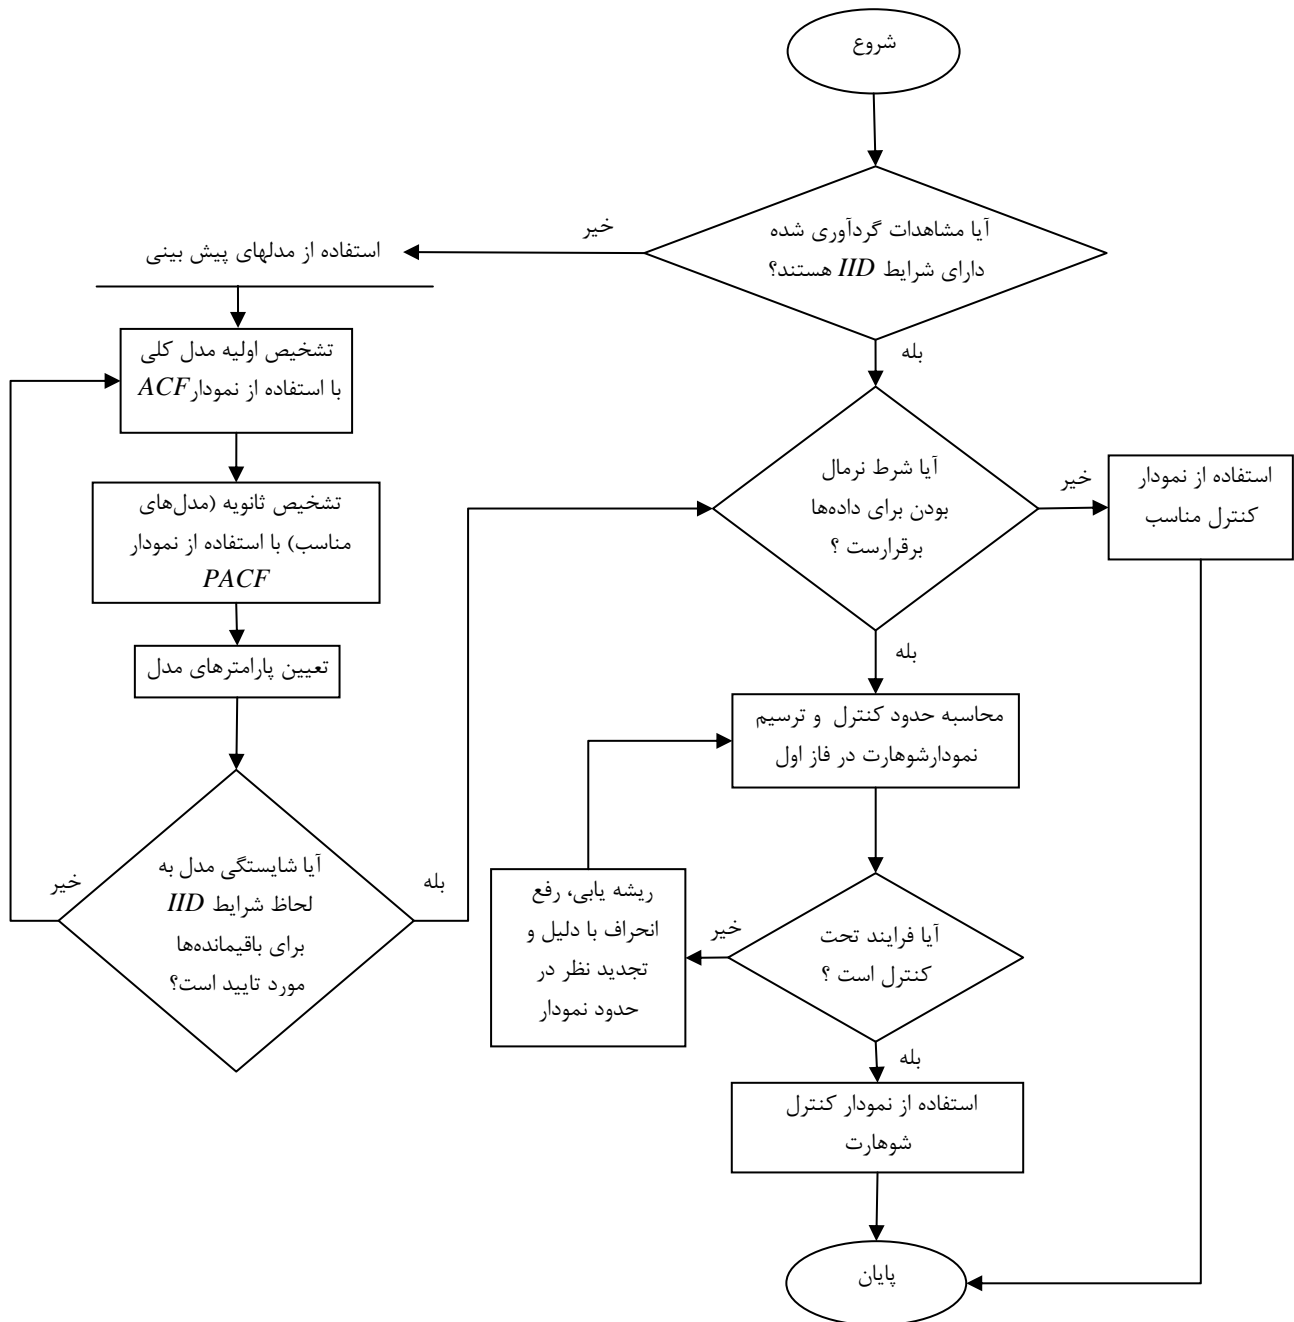 شروع
آیا مشاهدات گردآوری شده
دارای شرایط IID هستند؟
خیر
استفاده از مدلهای پیش بینی
بله
تشخیص اولیه مدل کلی
با استفاده از نمودار ACF
تشخیص ثانویه (مدل‌های
مناسب) با استفاده از نمودار
PACF
تعیین پارامترهای مدل
آیا شایستگی مدل به
لحاظ شرایط IID
برای باقیمانده‌ها
مورد تایید است؟
خیر
بله
آیا شرط نرمال
بودن برای داده‌ها
برقرارست ؟
خیر
استفاده از نمودار
کنترل مناسب
بله
محاسبه حدود کنترل و ترسیم
نمودارشوهارت در فاز اول
آیا فرایند تحت
کنترل است ؟
خیر
ریشه یابی، رفع
انحراف با دلیل و
تجدید نظر در
حدود نمودار
بله
استفاده از نمودار کنترل
شوهارت
پایان